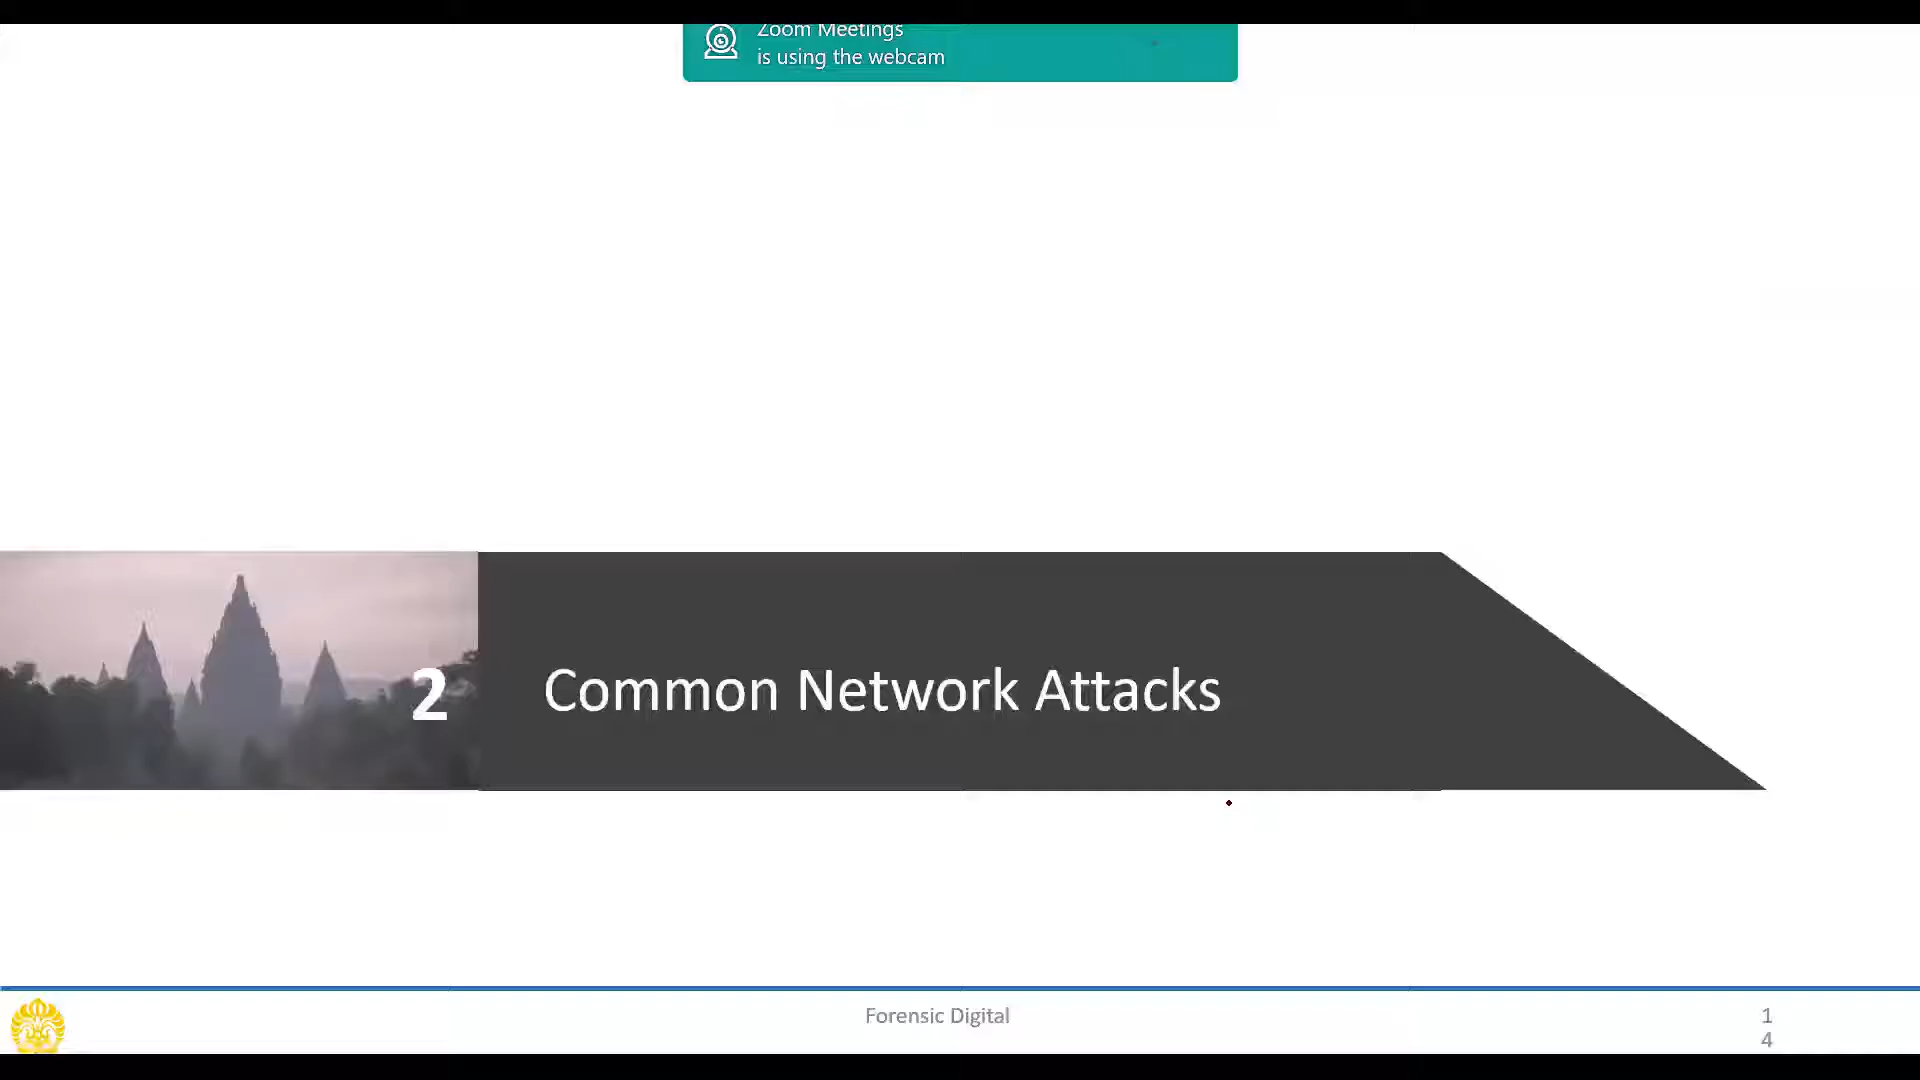 Zoom Meetings
is using the webcam
2
Common Network Attacks
Forensic Digital
1
4